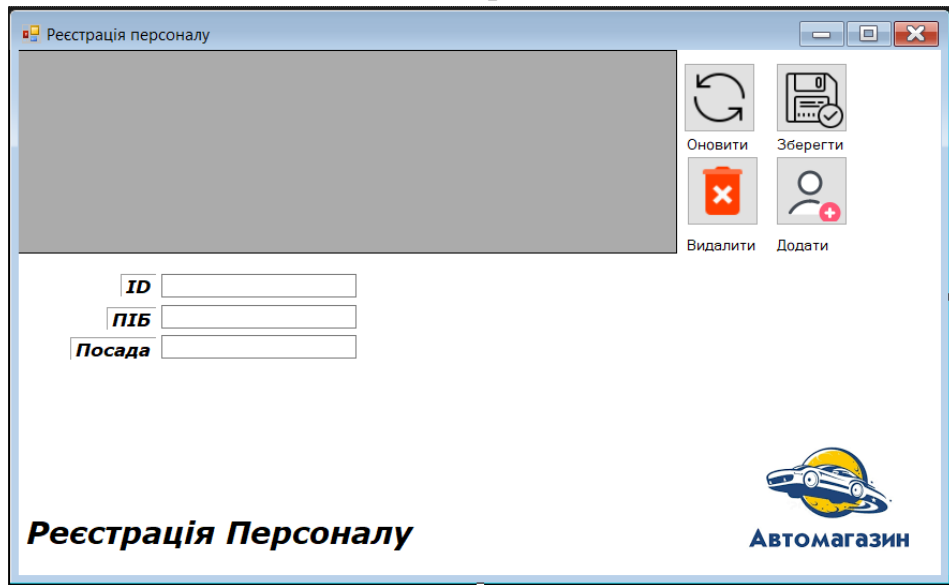 Реєстрація персоналу
Оновити Зберегти
Видалити Додати
ID
ПІБ
Посада
Реєстрація Персоналу
Автомагазин